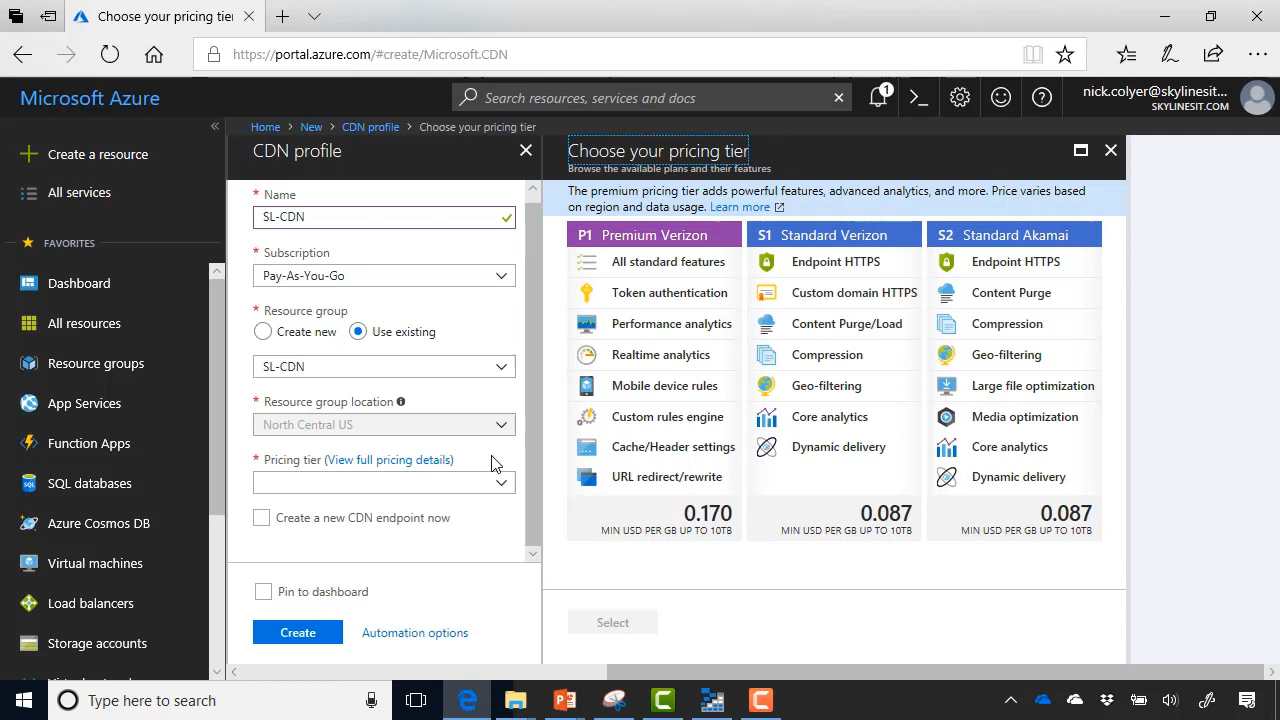 Choose your pricing tier
https://portal.azure.com/#create/Microsoft.CDN
Microsoft Azure
Search resources, services and docs
1
nick.colyer@skylinesit....
SKYLINESIT.COM
Create a resource
All services
FAVORITES
Dashboard
All resources
Resource groups
App Services
Function Apps
SQL databases
Azure Cosmos DB
Virtual machines
Load balancers
Storage accounts
Home > New > CDN profile > Choose your pricing tier
CDN profile
* Name
SL-CDN
* Subscription
Pay-As-You-Go
* Resource group
Create new
Use existing
SL-CDN
* Resource group location
North Central US
* Pricing tier (View full pricing details)
Create a new CDN endpoint now
Pin to dashboard
Create
Automation options
Choose your pricing tier
Browse the available plans and their features
The premium pricing tier adds powerful features, advanced analytics, and more. Price varies based
on region and data usage. Learn more
P1 Premium Verizon
All standard features
Token authentication
Performance analytics
Realtime analytics
Mobile device rules
Custom rules engine
Cache/Header settings
URL redirect/rewrite
0.170
MIN USD PER GB UP TO 10TB
S1 Standard Verizon
Endpoint HTTPS
Custom domain HTTPS
Content Purge/Load
Compression
Geo-filtering
Core analytics
Dynamic delivery
0.087
MIN USD PER GB UP TO 10TB
S2 Standard Akamai
Endpoint HTTPS
Content Purge
Compression
Geo-filtering
Large file optimization
Media optimization
Core analytics
Dynamic delivery
0.087
MIN USD PER GB UP TO 10TB
Select
Type here to search